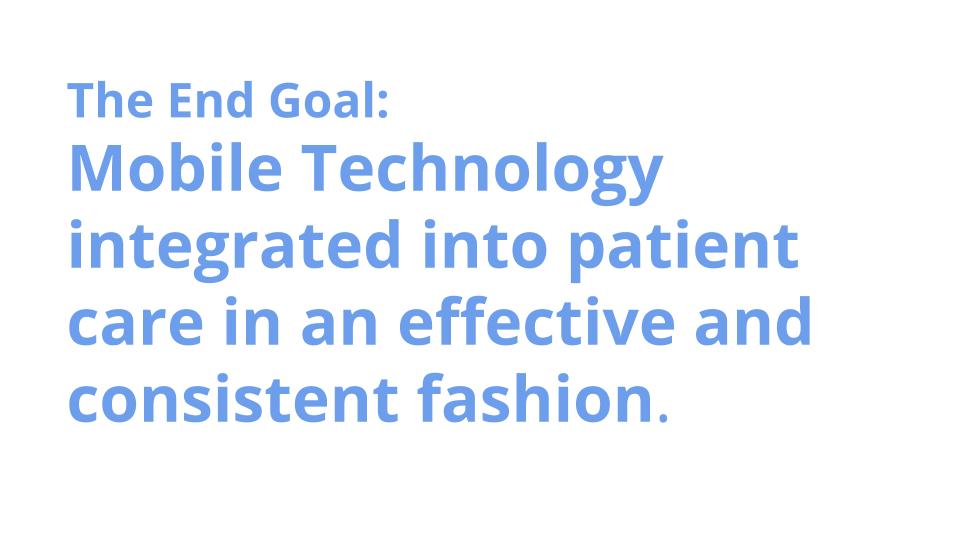 The End Goal:
Mobile Technology
integrated into patient
care in an effective and
consistent fashion.